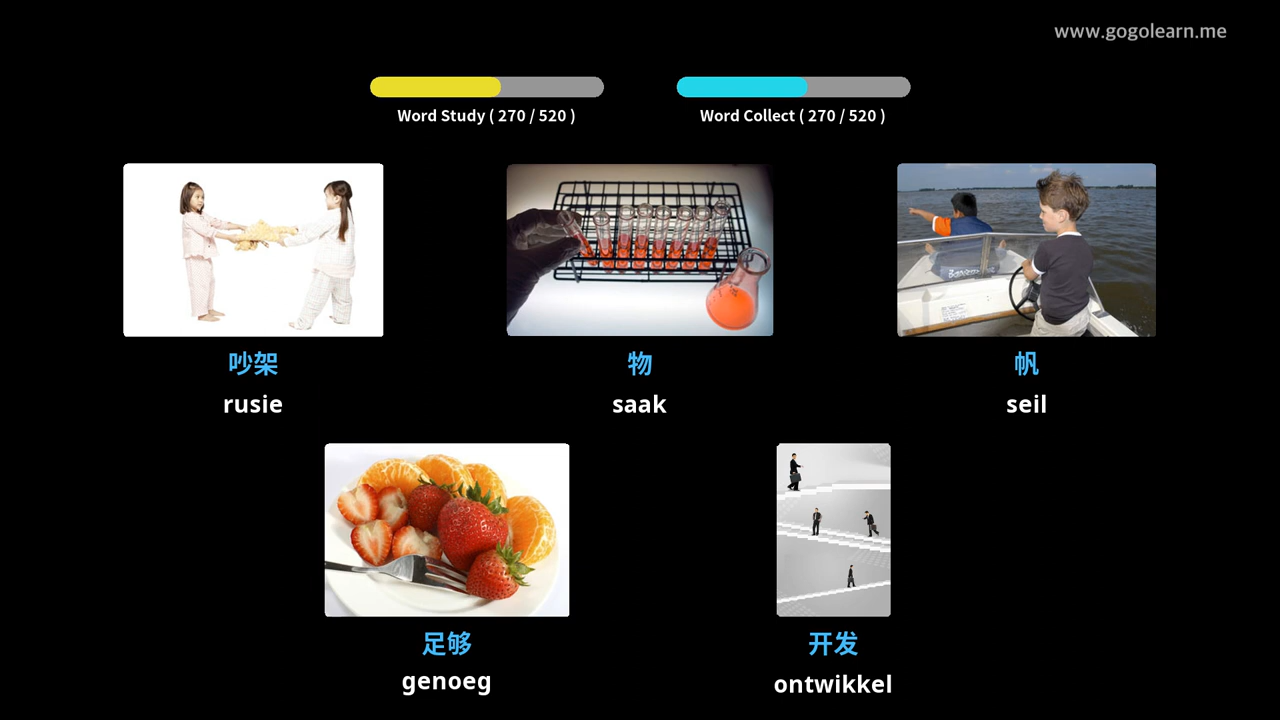 www.gogolearn.me
Word Study ( 270 / 520 )
Word Collect ( 270 / 520 )
吵架
rusie
物
saak
帆
seil
足够
genoeg
开发
ontwikkel